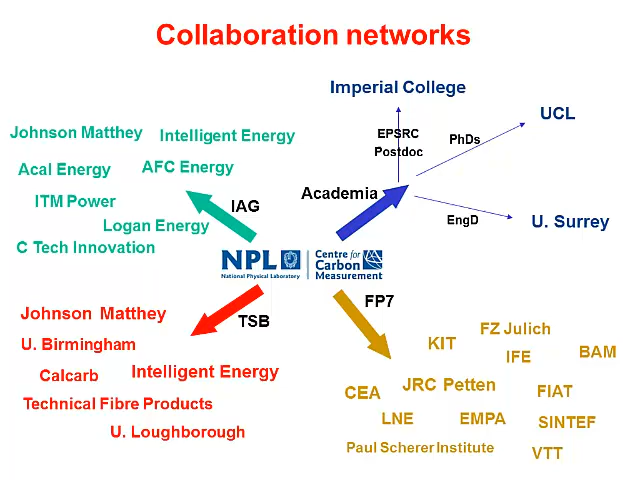 Collaboration networks
Imperial College
UCL
EPSRC
Postdoc
PhDs
Academia
EngD
U. Surrey
Johnson Matthey
Intelligent Energy
Acal Energy
AFC Energy
ITM Power
IAG
Logan Energy
C Tech Innovation
NPL
National Physical Laboratory
Centre for
Carbon
Measurement
Johnson Matthey
TSB
U. Birmingham
Calcarb
Intelligent Energy
Technical Fibre Products
U. Loughborough
FP7
KIT
FZ Julich
IFE
BAM
CEA
JRC Petten
FIAT
LNE
EMPA
SINTEF
Paul Scherer Institute
VTT